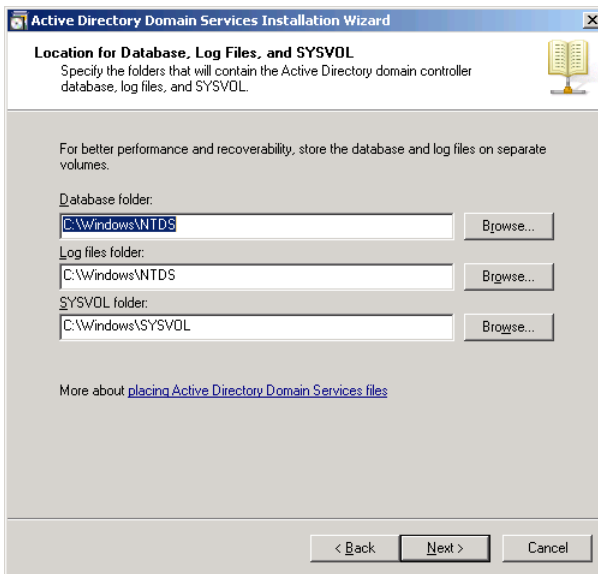 Active Directory Domain Services Installation Wizard
Location for Database, Log Files, and SYSVOL
Specify the folders that will contain the Active Directory domain controller
database, log files, and SYSVOL.
For better performance and recoverability, store the database and log files on separate
volumes.
Database folder:
C:\Windows\NTDS
Browse...
Log files folder:
C:\Windows\NTDS
Browse...
SYSVOL folder:
C:\Windows\SYSVOL
Browse...
More about placing Active Directory Domain Services files
< Back
Next >
Cancel